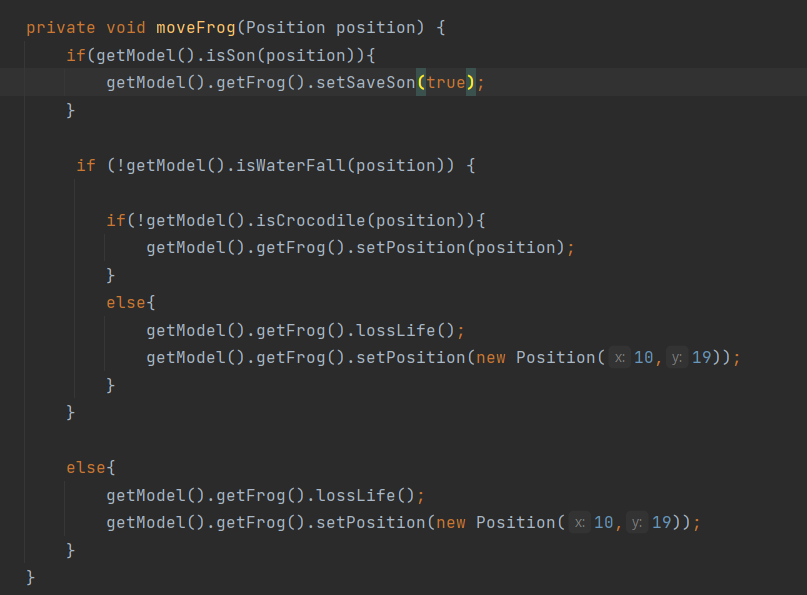 private void moveFrog(Position position) {
if(getModel().isSon(position)){
getModel().getFrog().setSaveSon(true);
}
if (!getModel().isWaterFall(position)) {
if(!getModel().isCrocodile(position)){
getModel().getFrog().setPosition(position);
}
else{
getModel().getFrog().lossLife();
getModel().getFrog().setPosition(new Position( x: 10, y: 19));
}
}
else{
getModel().getFrog().lossLife();
getModel().getFrog().setPosition(new Position( x: 10, y: 19));
}
}